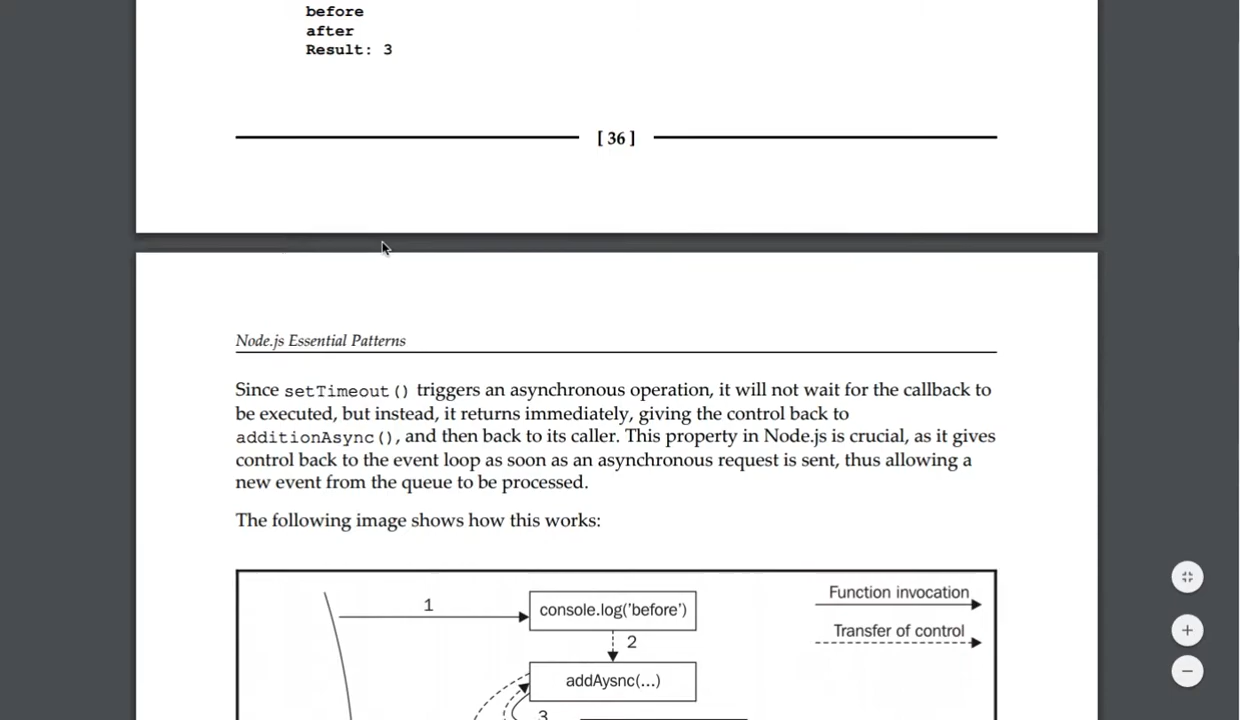 before
after
Result: 3
[ 36 ]
Node.js Essential Patterns
Since setTimeout() triggers an asynchronous operation, it will not wait for the callback to
be executed, but instead, it returns immediately, giving the control back to
additionAsync(), and then back to its caller. This property in Node.js is crucial, as it gives
control back to the event loop as soon as an asynchronous request is sent, thus allowing a
new event from the queue to be processed.
The following image shows how this works:
Function invocation
1
console.log('before')
Transfer of control
2
addAysnc(...)
3